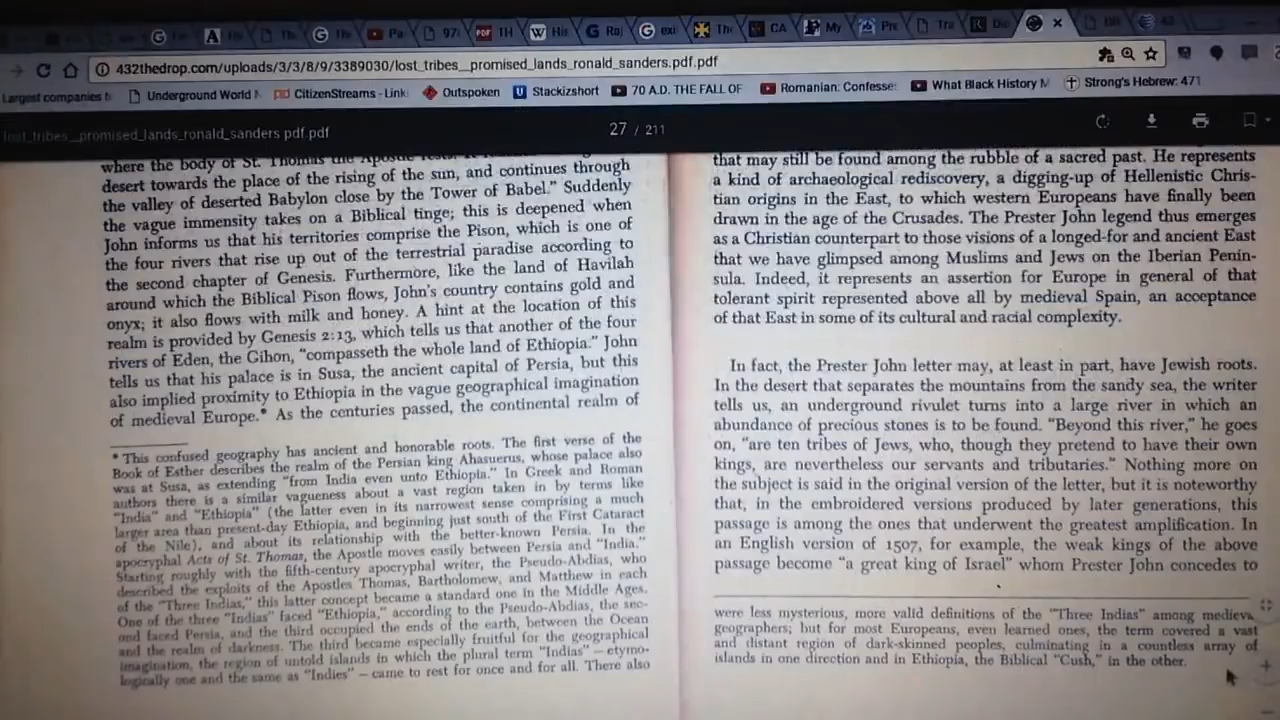 Th
A
Th
Th
Pa
97
PDF TH
W His
G Raj
G exi
Th
CA
My
Pre
Tra
Di
432thedrop.com/uploads/3/3/8/9/3389030/lost_tribes__promised_lands_ronald_sanders.pdf.pdf
Largest companies b
Underground World N
CitizenStreams - Link
Outspoken
Stackizshort
70 A.D. THE FALL OF
Romanian: Confesse
What Black History M
Strong's Hebrew: 471
lost_tribes__promised_lands_ronald_sanders pdf.pdf
27 / 211
where the body of St. Thomas the Apostle
desert towards the place of the rising of the sun, and continues through
the valley of deserted Babylon close by the Tower of Babel." Suddenly
the vague immensity takes on a Biblical tinge; this is deepened when
John informs us that his territories comprise the Pison, which is one of
the four rivers that rise up out of the terrestrial paradise according to
the second chapter of Genesis. Furthermore, like the land of Havilah
around which the Biblical Pison flows, John's country contains gold and
onyx; it also flows with milk and honey. A hint at the location of this
realm is provided by Genesis 2:13, which tells us that another of the four
rivers of Eden, the Gihon, "compasseth the whole land of Ethiopia." John
tells us that his palace is in Susa, the ancient capital of Persia, but this
also implied proximity to Ethiopia in the vague geographical imagination
of medieval Europe.* As the centuries passed, the continental realm of
* This confused geography has ancient and honorable roots. The first verse of the
Book of Esther describes the realm of the Persian king Ahasuerus, whose palace also
was at Susa, as extending "from India even unto Ethiopia." In Greek and Roman
authors there is a similar vagueness about a vast region taken in by terms like
"India" and "Ethiopia" (the latter even in its narrowest sense comprising a much
larger area than present-day Ethiopia, and beginning just south of the First Cataract
of the Nile), and about its relationship with the better-known Persia. In the
apocryphal Acts of St. Thomas, the Apostle moves easily between Persia and "India."
Starting roughly with the fifth-century apocryphal writer, the Pseudo-Abdias, who
described the exploits of the Apostles Thomas, Bartholomew, and Matthew in each
of the "Three Indias," this latter concept became a standard one in the Middle Ages.
One of the three "Indias" faced "Ethiopia," according to the Pseudo-Abdias, the sec-
ond faced Persia, and the third occupied the ends of the earth, between the Ocean
and the realm of darkness. The third became especially fruitful for the geographical
imagination, the region of untold islands in which the plural term "Indias" — etymo-
logically one and the same as "Indies" — came to rest for once and for all. There also
that may still be found among the rubble of a sacred past. He represents
a kind of archaeological rediscovery, a digging-up of Hellenistic Chris-
tian origins in the East, to which western Europeans have finally been
drawn in the age of the Crusades. The Prester John legend thus emerges
as a Christian counterpart to those visions of a longed-for and ancient East
that we have glimpsed among Muslims and Jews on the Iberian Penin-
sula. Indeed, it represents an assertion for Europe in general of that
tolerant spirit represented above all by medieval Spain, an acceptance
of that East in some of its cultural and racial complexity.
In fact, the Prester John letter may, at least in part, have Jewish roots.
In the desert that separates the mountains from the sandy sea, the writer
tells us, an underground rivulet turns into a large river in which an
abundance of precious stones is to be found. "Beyond this river," he goes
on, "are ten tribes of Jews, who, though they pretend to have their own
kings, are nevertheless our servants and tributaries." Nothing more on
the subject is said in the original version of the letter, but it is noteworthy
that, in the embroidered versions produced by later generations, this
passage is among the ones that underwent the greatest amplification. In
an English version of 1507, for example, the weak kings of the above
passage become "a great king of Israel" whom Prester John concedes to
were less mysterious, more valid definitions of the "Three Indias" among medieva
geographers; but for most Europeans, even learned ones, the term covered a vast
and distant region of dark-skinned peoples, culminating in a countless array of
islands in one direction and in Ethiopia, the Biblical "Cush," in the other.